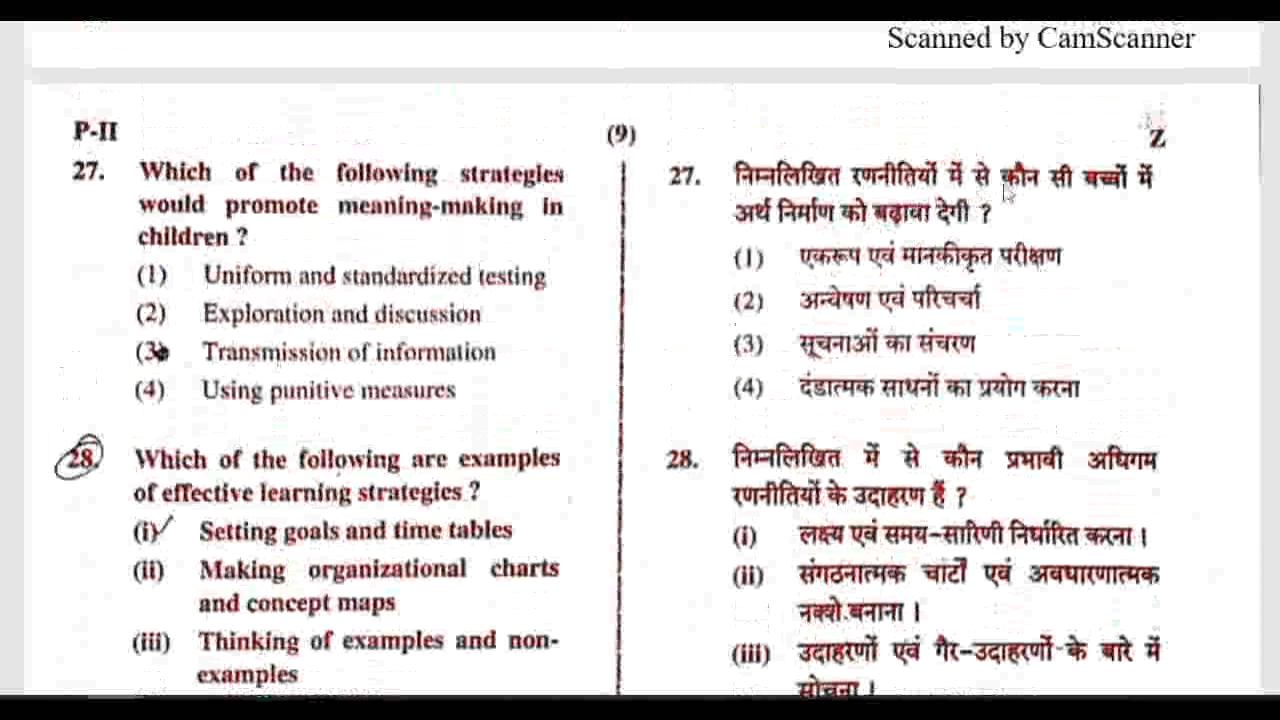 Scanned by CamScanner
P-II
(9)
Z
27. Which of the following strategies
would promote meaning-making in
children ?
(1) Uniform and standardized testing
(2) Exploration and discussion
(3) Transmission of information
(4) Using punitive measures
28. Which of the following are examples
of effective learning strategies ?
(i) Setting goals and time tables
(ii) Making organizational charts
and concept maps
(iii) Thinking of examples and non-
examples
27. निम्नलिखित रणनीतियों में से कौन सी बच्चों में
अर्थ निर्माण को बढ़ावा देगी ?
(1) एकरूप एवं मानकीकृत परीक्षण
(2) अन्वेषण एवं परिचर्चा
(3) सूचनाओं का संचरण
(4) दंडात्मक साधनों का प्रयोग करना
28. निम्नलिखित में से कौन प्रभावी अधिगम
रणनीतियों के उदाहरण हैं ?
(i) लक्ष्य एवं समय-सारिणी निर्धारित करना ।
(ii) संगठनात्मक चार्टों एवं अवधारणात्मक
नक्शे बनाना ।
(iii) उदाहरणों एवं गैर-उदाहरणों के बारे में
सोचना ।